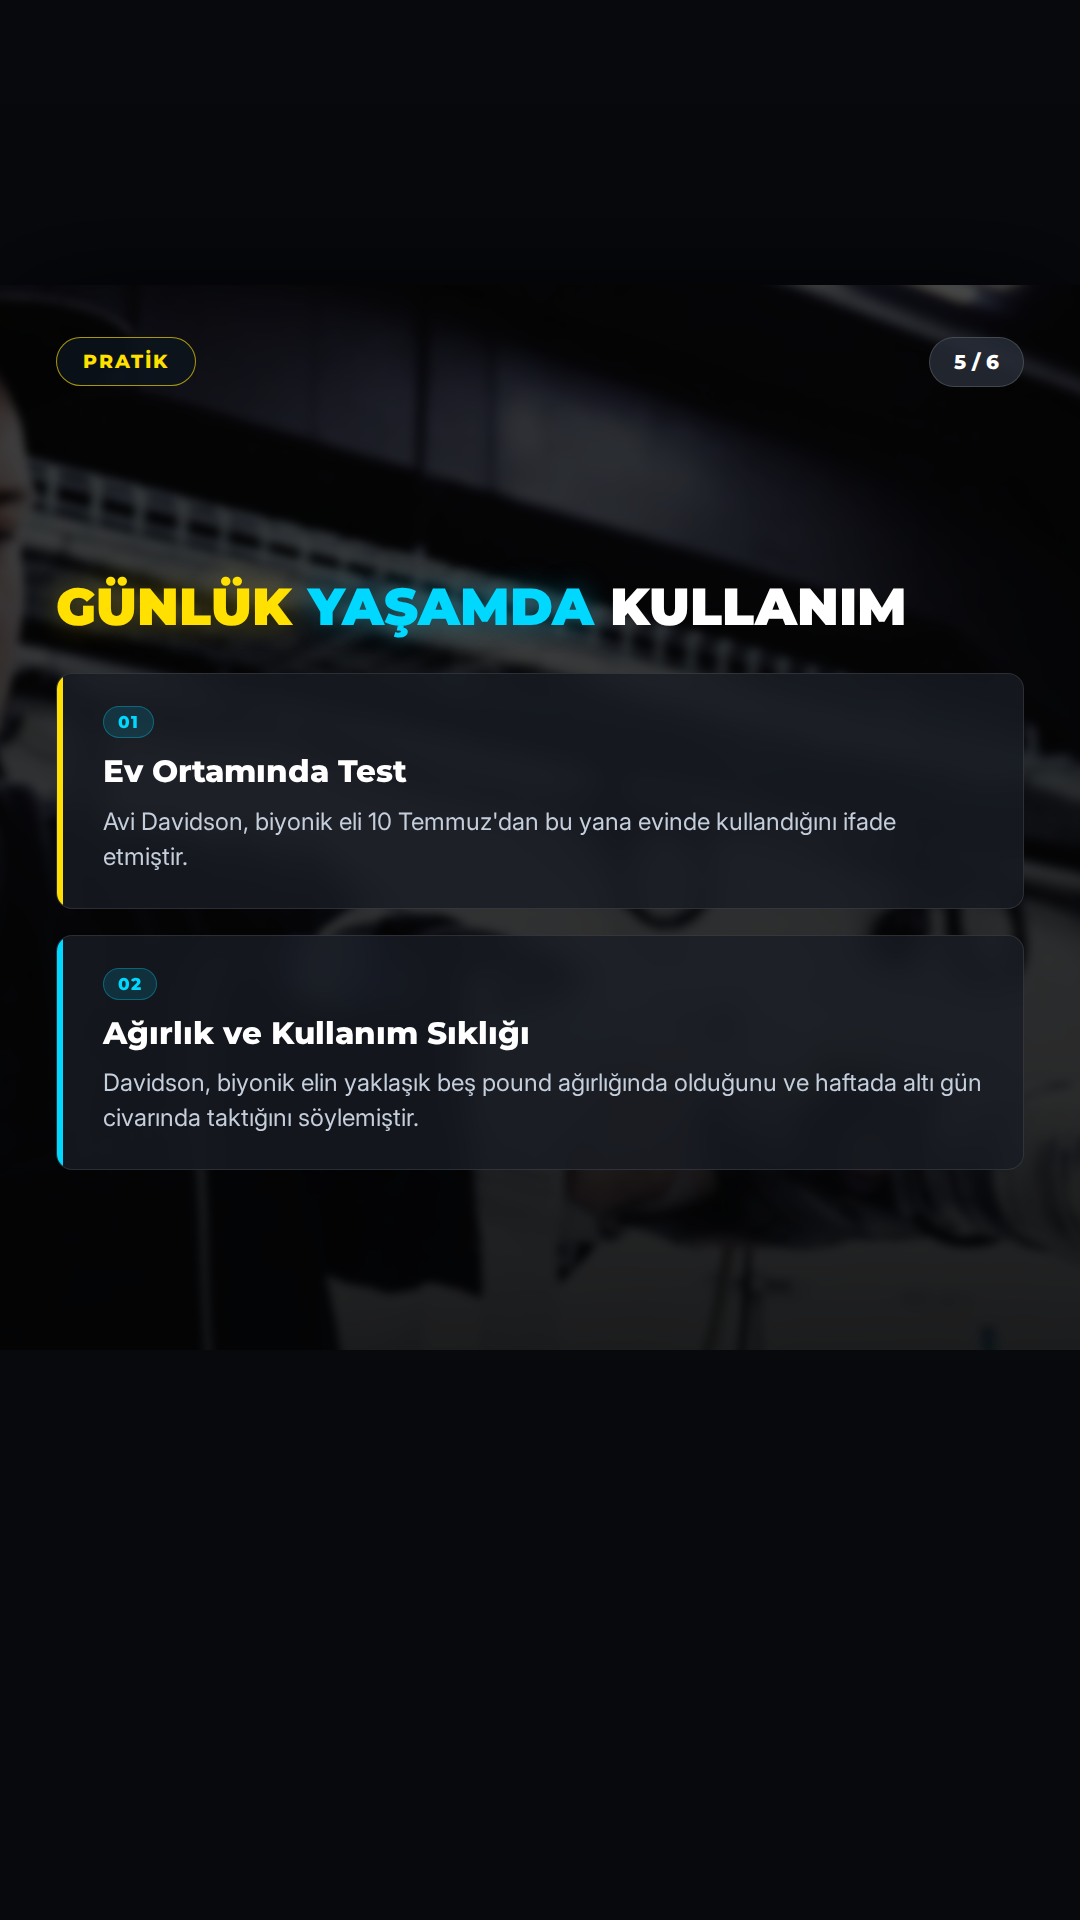 PRATİK
5 / 6
GÜNLÜK YAŞAMDA KULLANIM
01
Ev Ortamında Test
Avi Davidson, biyonik eli 10 Temmuz'dan bu yana evinde kullandığını ifade
etmiştir.
02
Ağırlık ve Kullanım Sıklığı
Davidson, biyonik elin yaklaşık beş pound ağırlığında olduğunu ve haftada altı gün
civarında taktığını söylemiştir.